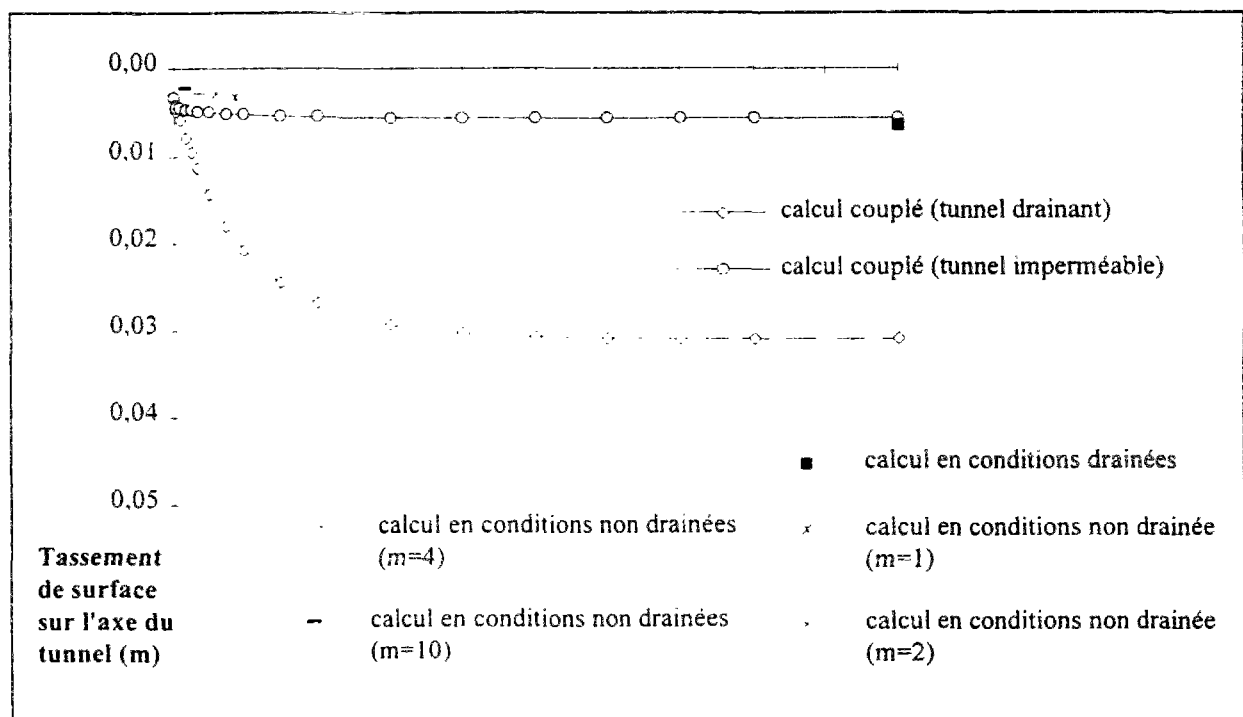 0,00
0,01
0,02
0,03
0,04
0,05
calcul couplé (tunnel drainant)
calcul couplé (tunnel imperméable)
calcul en conditions drainées
calcul en conditions non drainées
(m=4)
calcul en conditions non drainée
(m=1)
Tassement
de surface
sur l'axe du
tunnel (m)
calcul en conditions non drainées
(m=10)
calcul en conditions non drainée
(m=2)